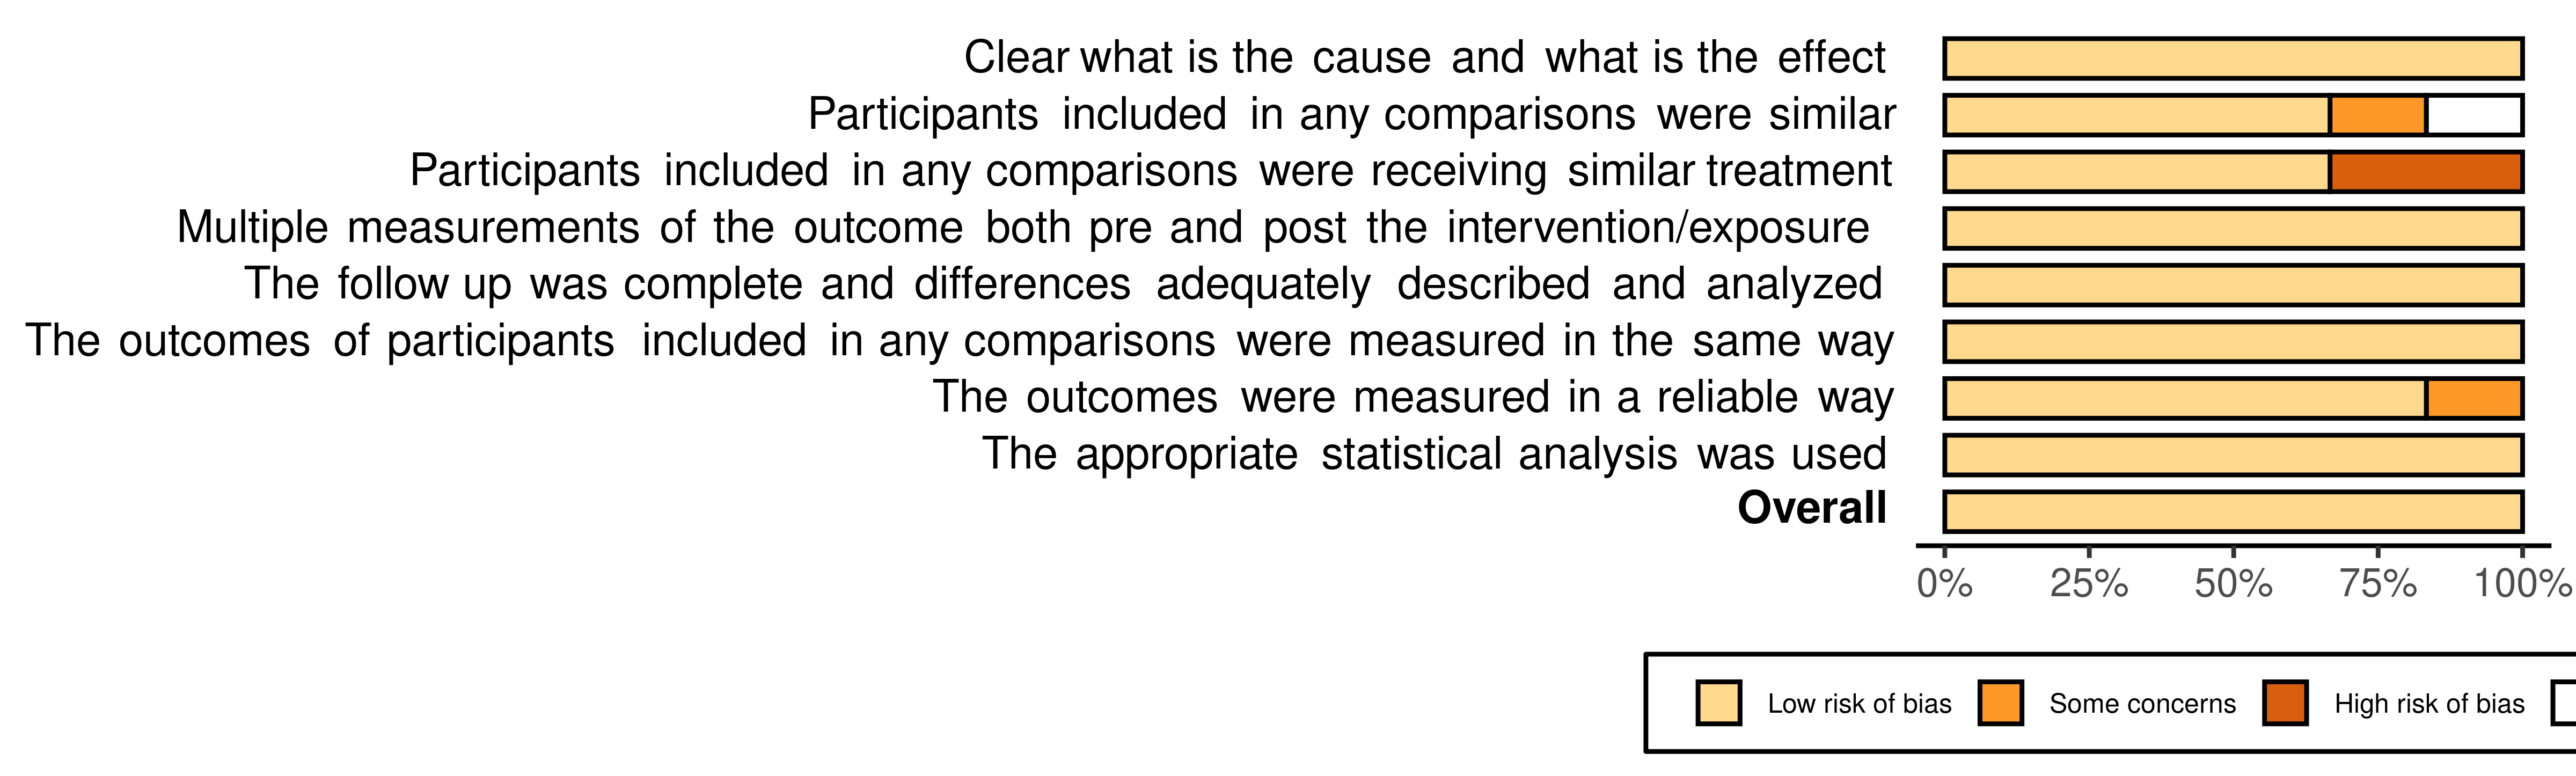 Clear what is the cause and what is the effect
Participants included in any comparisons were similar
Participants included in any comparisons were receiving similar treatment
Multiple measurements of the outcome both pre and post the intervention/exposure
The follow up was complete and differences adequately described and analyzed
The outcomes of participants included in any comparisons were measured in the same way
The outcomes were measured in a reliable way
The appropriate statistical analysis was used
Overall
0% 25% 50% 75% 100%
Low risk of bias Some concerns High risk of bias